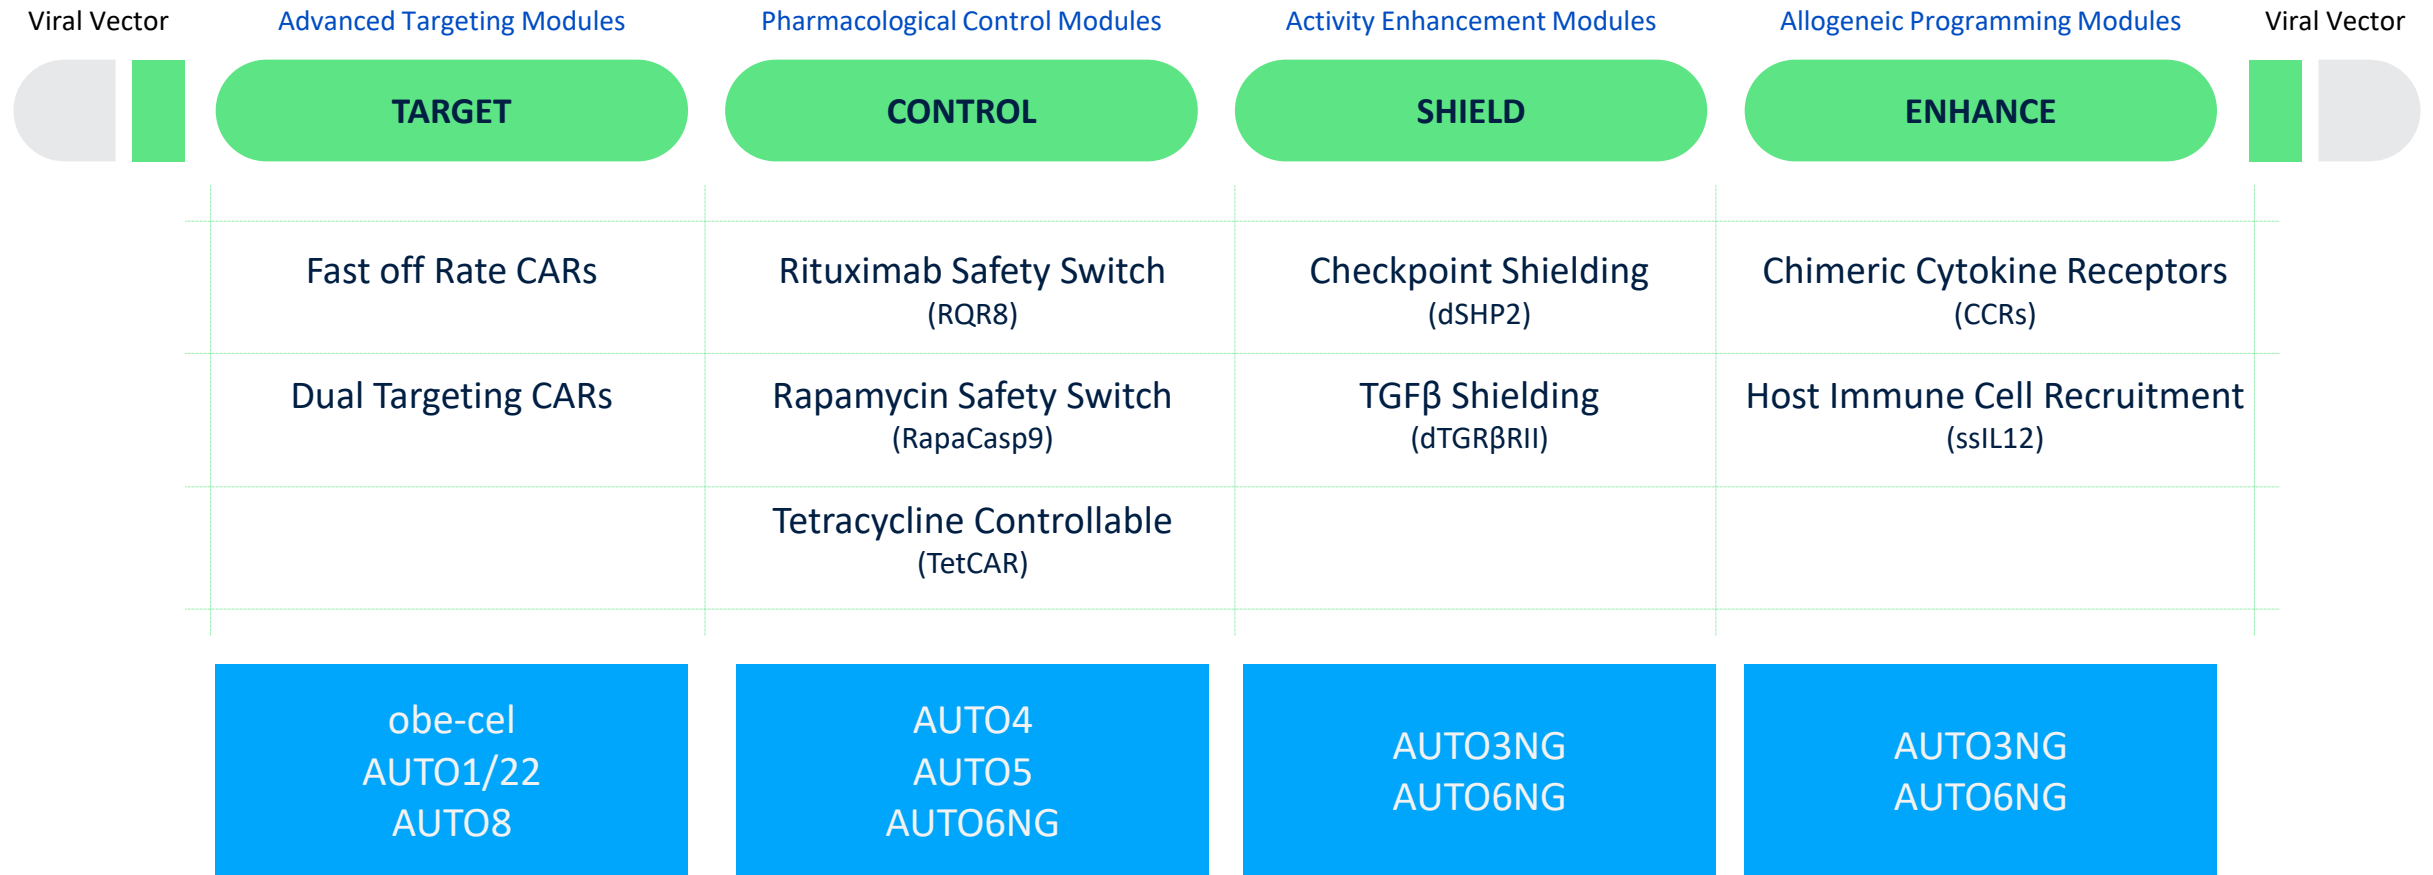 Viral Vector
Advanced Targeting Modules
Pharmacological Control Modules
Activity Enhancement Modules
Allogeneic Programming Modules
Viral Vector
TARGET
CONTROL
SHIELD
ENHANCE
Fast off Rate CARs
Rituximab Safety Switch
(RQR8)
Checkpoint Shielding
(dSHP2)
Chimeric Cytokine Receptors
(CCRs)
Dual Targeting CARs
Rapamycin Safety Switch
(RapaCasp9)
TGFβ Shielding
(dTGRβRII)
Host Immune Cell Recruitment
(ssIL12)
Tetracycline Controllable
(TetCAR)
obe-cel
AUTO1/22
AUTO8
AUTO4
AUTO5
AUTO6NG
AUTO3NG
AUTO6NG
AUTO3NG
AUTO6NG